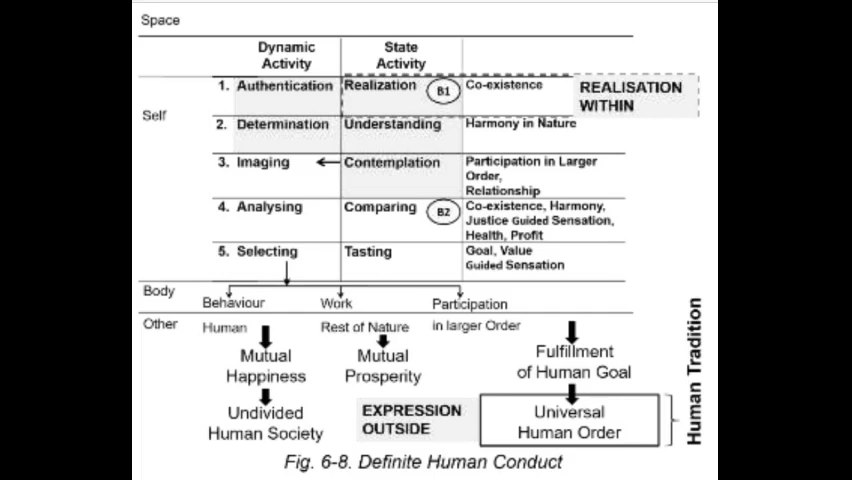 Space
Dynamic Activity
State Activity
Self
1. Authentication Realization B1 Co-existence
REALISATION WITHIN
2. Determination Understanding Harmony in Nature
3. Imaging Contemplation Participation in Larger
Order,
Relationship
4. Analysing Comparing B2 Co-existence, Harmony,
Justice Guided Sensation,
Health, Profit
5. Selecting Tasting Goal, Value
Guided Sensation
Body
Behaviour Work Participation
Other Human Rest of Nature in larger Order
Mutual
Happiness
Mutual
Prosperity
Fulfillment
of Human Goal
Undivided
Human Society
EXPRESSION
OUTSIDE
Universal
Human Order
Human Tradition
Fig. 6-8. Definite Human Conduct